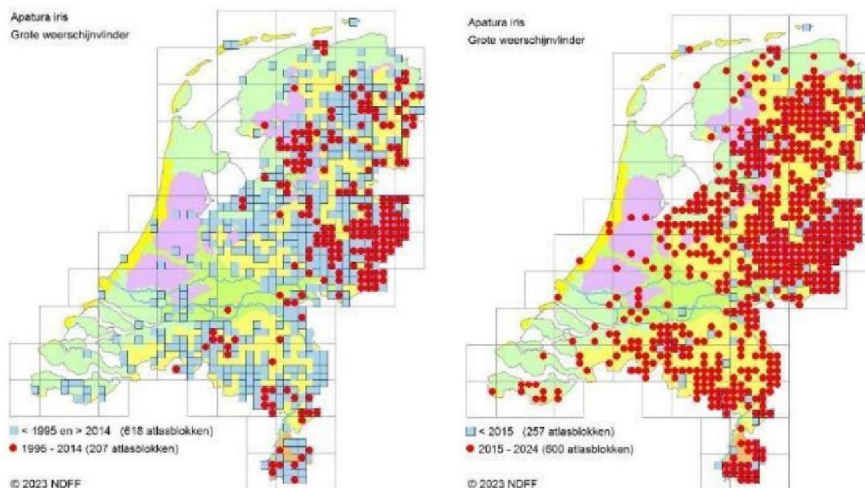 Apatura iris
Grote weerschijnvlinder
< 1995 en > 2014 (618 atlasblokken)
1995 - 2014 (207 atlasblokken)
© 2023 NDFF
Apatura iris
Grote weerschijnvlinder
< 2015 (257 atlasblokken)
2015 - 2024 (600 atlasblokken)
© 2023 NDFF